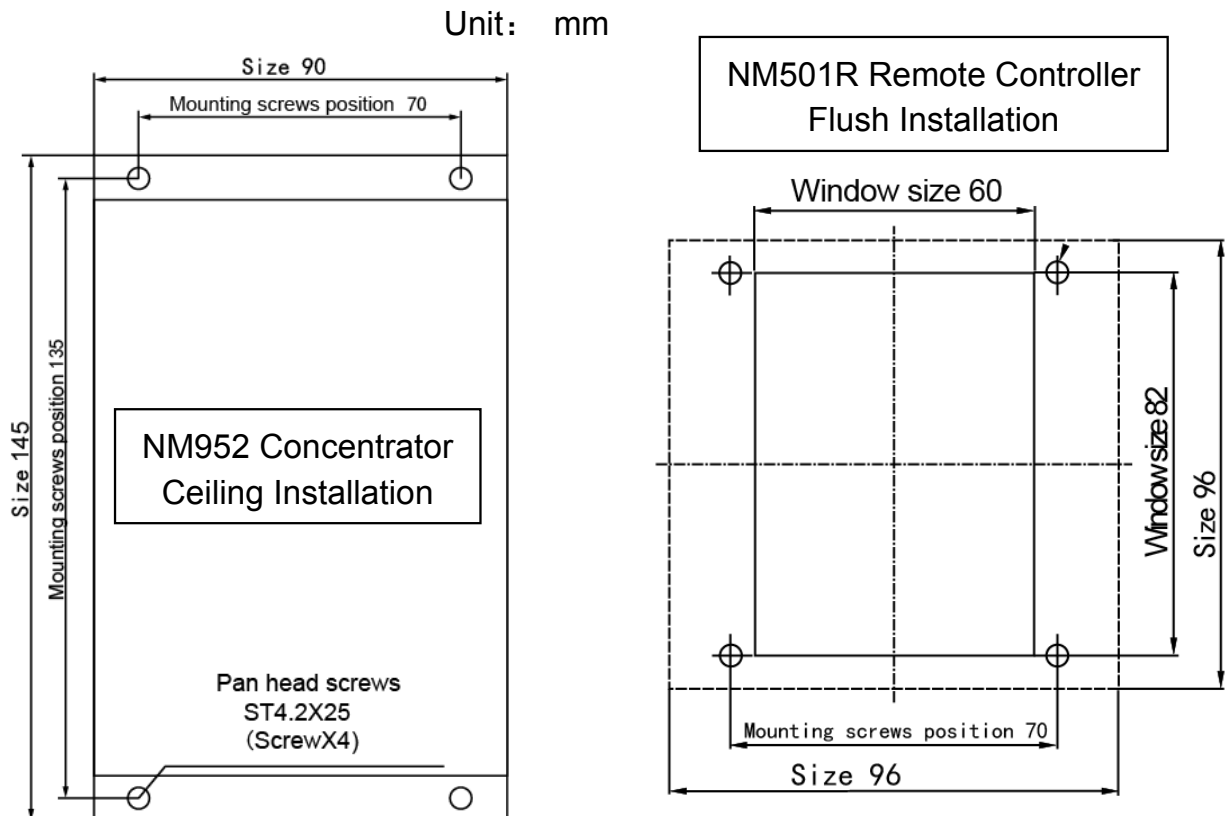 Unit： mm
Size 90
Mounting screws position 70
Size 145
Mounting screws position 135
NM952 Concentrator
Ceiling Installation
Pan head screws
ST4.2X25
(ScrewX4)
NM501R Remote Controller
Flush Installation
Window size 60
Window size 82
Size 96
Mounting screws position 70
Size 96